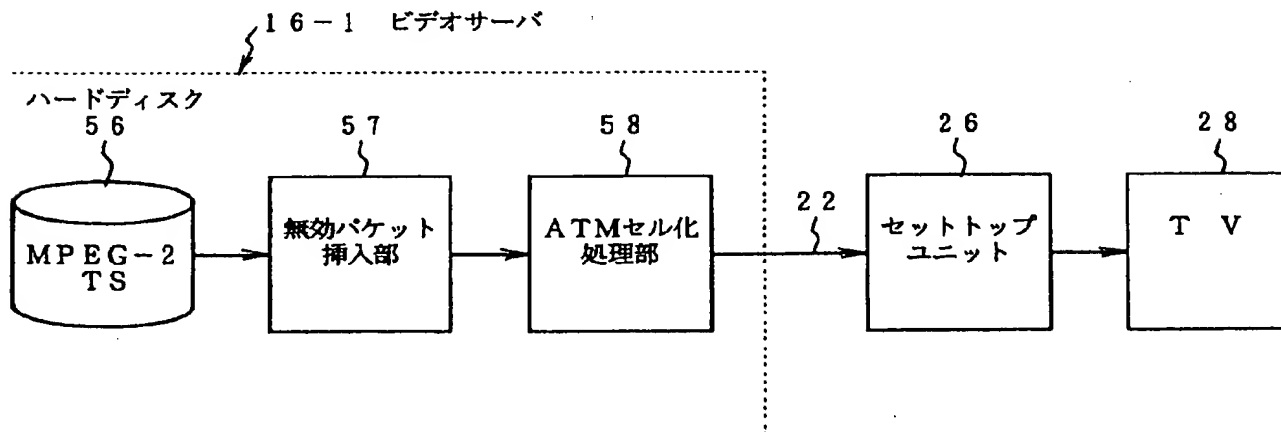 16-1 ビデオサーバ
ハードディスク
56
57
58
26
28
22
MPEG-2
TS
無効パケット
挿入部
ATMセル化
処理部
セットトップ
ユニット
TV